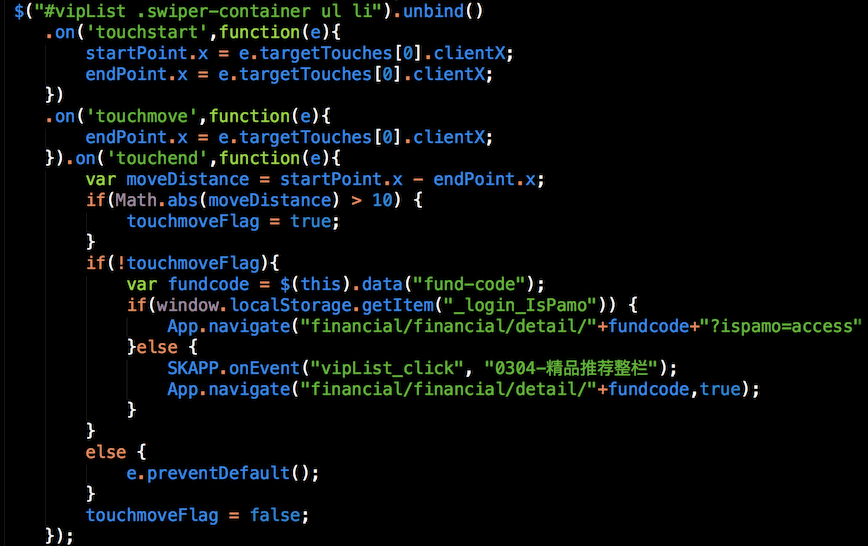 $("#vipList .swiper-container ul li").unbind()
.on('touchstart',function(e){
startPoint.x = e.targetTouches[0].clientX;
endPoint.x = e.targetTouches[0].clientX;
})
.on('touchmove',function(e){
endPoint.x = e.targetTouches[0].clientX;
}).on('touchend',function(e){
var moveDistance = startPoint.x - endPoint.x;
if(Math.abs(moveDistance) > 10) {
touchmoveFlag = true;
}
if(!touchmoveFlag){
var fundcode = $(this).data("fund-code");
if(window.localStorage.getItem("_login_IsPamo")) {
App.navigate("financial/financial/detail/"+fundcode+"?ispamo=access"
}else {
SKAPP.onEvent("vipList_click", "0304-精品推荐整栏");
App.navigate("financial/financial/detail/"+fundcode,true);
}
}
else {
e.preventDefault();
}
touchmoveFlag = false;
});